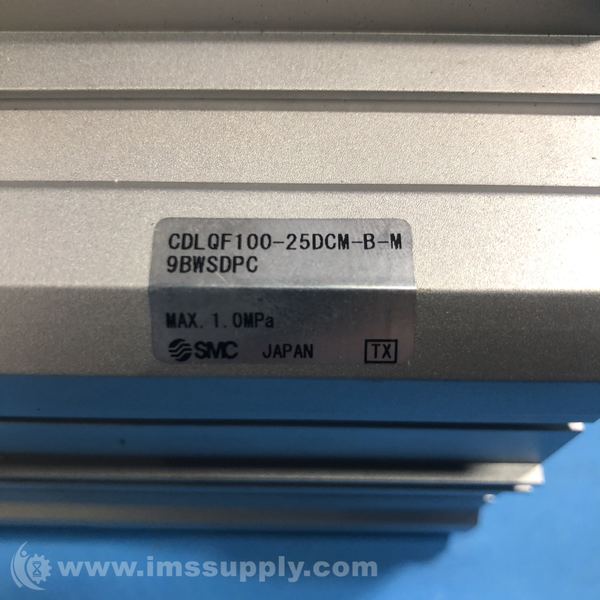 CDLQF100-25DCM-B-M
9BWSDPC
MAX. 1.0MPa
SMC JAPAN TX
www.imssupply.com